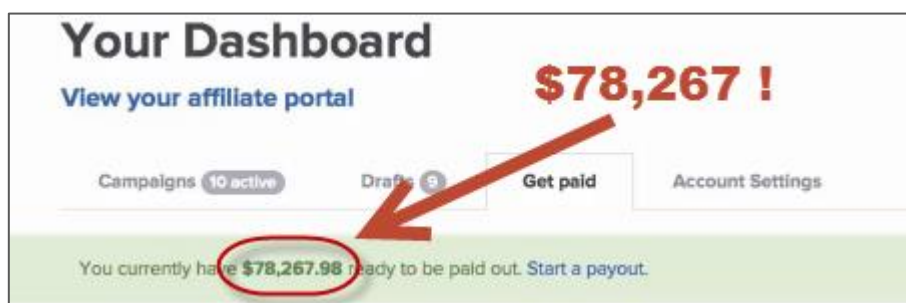 Your Dashboard
View your affiliate portal
$78,267 !
Campaigns 10 active Drafts 9 Get paid Account Settings
You currently have $78,267.98 ready to be paid out. Start a payout.